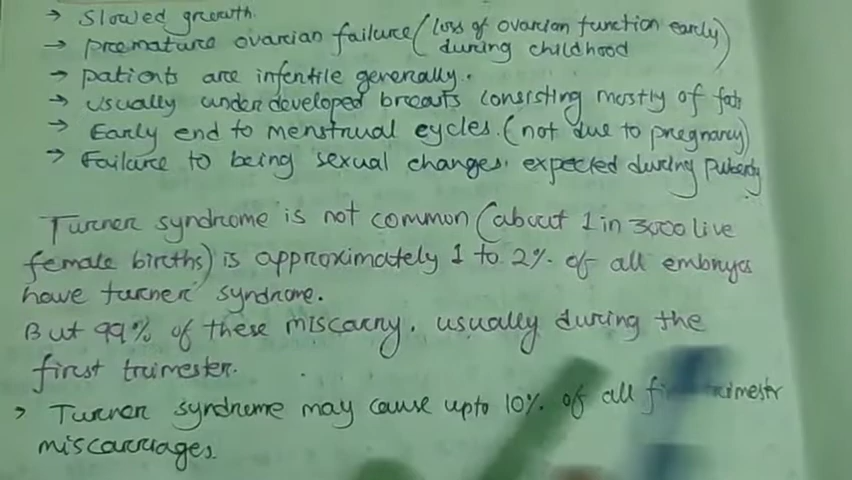 → Slowed growth.
→ premature ovarian failure (loss of ovarian function early during childhood)
→ patients are infentile generally.
→ usually underdeveloped breasts consisting mostly of fat
→ Early end to menstrual cycles. (not due to pregnancy)
→ Failure to being sexual changes. expected during puberty
Turner syndrome is not common (about 1 in 3000 live
female births) is approximately 1 to 2% of all embryos
have turner syndrome.
But 99% of these miscarry. usually during the
first trimester.
→ Turner syndrome may cause upto 10% of all first trimestr
miscarriages.